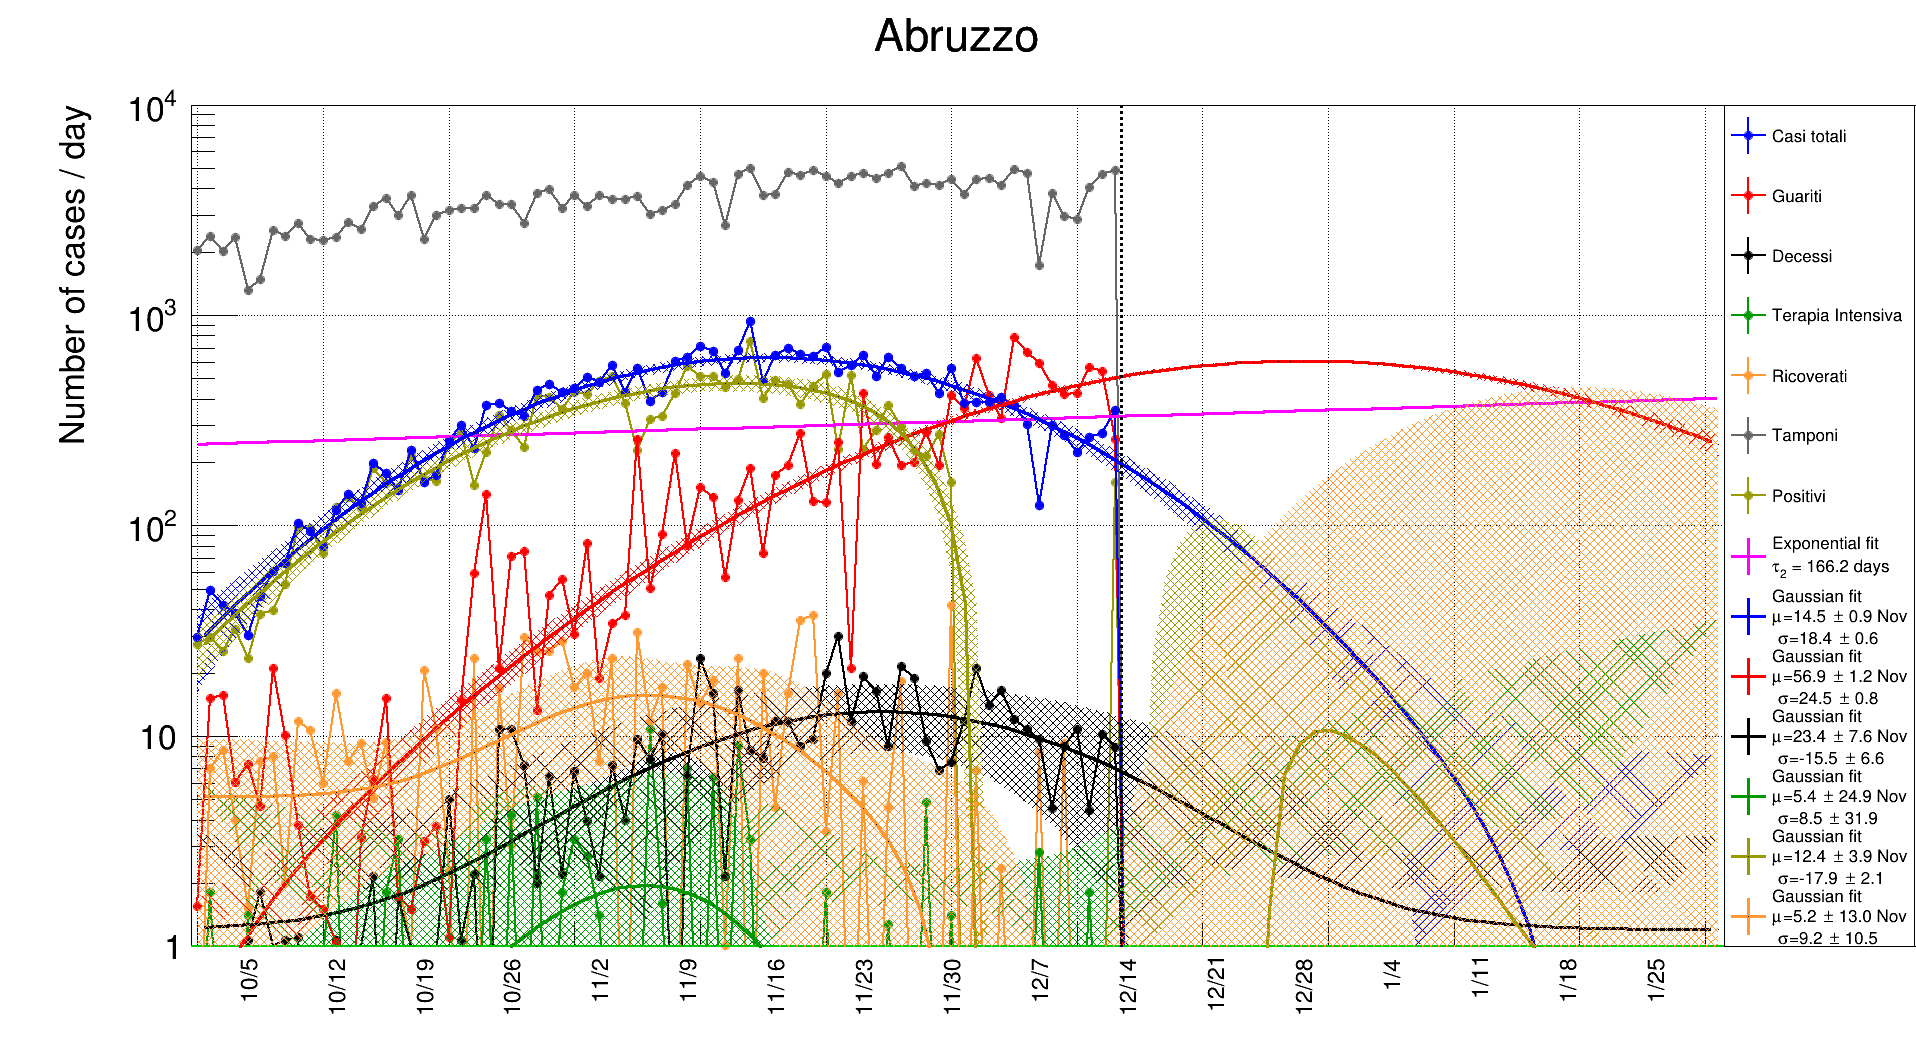 Abruzzo
Number of cases / day
10⁴
10³
10²
10
1
10/5
10/12
10/19
10/26
11/2
11/9
11/16
11/23
11/30
12/7
12/14
12/21
12/28
1/4
1/11
1/18
1/25
Casi totali
Guariti
Decessi
Terapia Intensiva
Ricoverati
Tamponi
Positivi
Exponential fit
τ₂ = 166.2 days
Gaussian fit
μ=14.5 ± 0.9 Nov
σ=18.4 ± 0.6
Gaussian fit
μ=56.9 ± 1.2 Nov
σ=24.5 ± 0.8
Gaussian fit
μ=23.4 ± 7.6 Nov
σ=-15.5 ± 6.6
Gaussian fit
μ=5.4 ± 24.9 Nov
σ=8.5 ± 31.9
Gaussian fit
μ=12.4 ± 3.9 Nov
σ=-17.9 ± 2.1
Gaussian fit
μ=5.2 ± 13.0 Nov
σ=9.2 ± 10.5